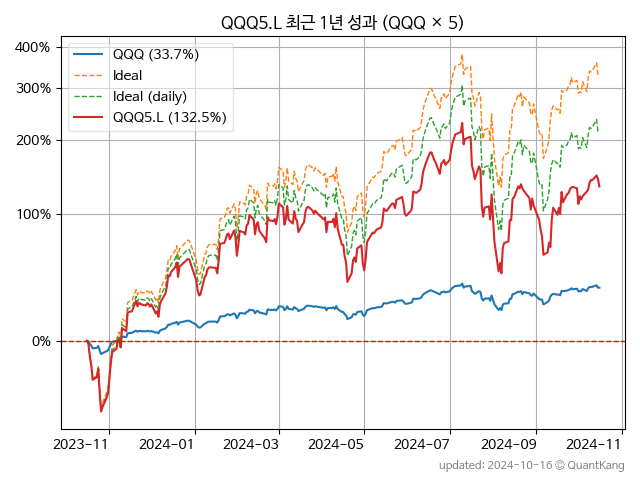 QQQ5.L 최근 1년 성과 (QQQ × 5)
QQQ (33.7%)
Ideal
Ideal (daily)
QQQ5.L (132.5%)
400%
300%
200%
100%
0%
2023-11 2024-01 2024-03 2024-05 2024-07 2024-09 2024-11
updated: 2024-10-16 © QuantKang